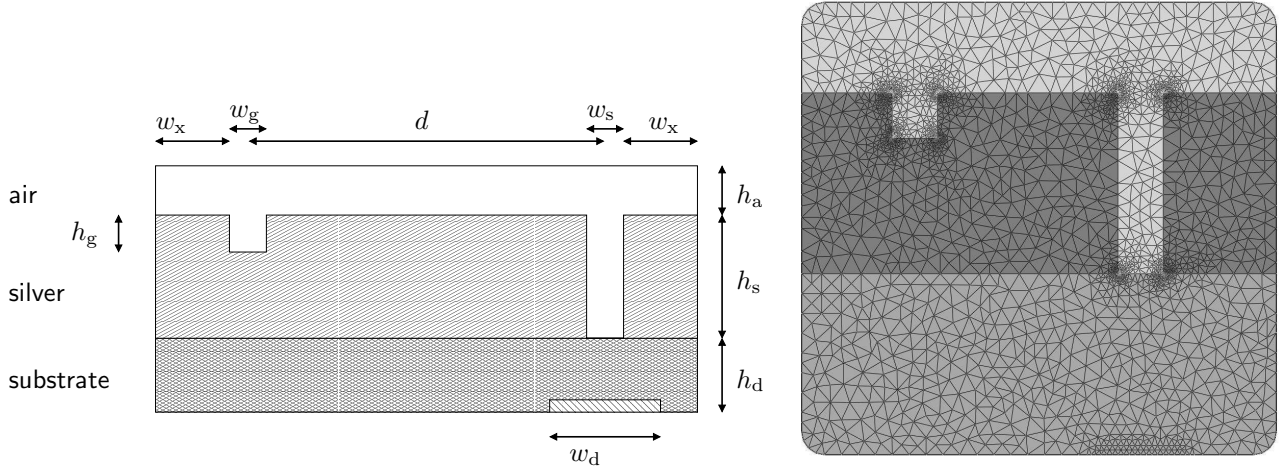 w_g w_s
w_x d w_x
air h_a
h_g
silver h_s
substrate h_d
w_d